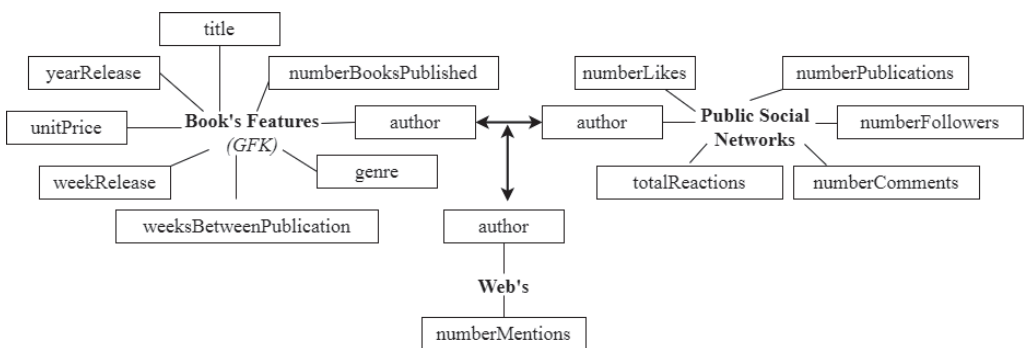 title
yearRelease
numberBooksPublished
numberLikes
numberPublications
unitPrice
Book's Features
(GFK)
author
author
Public Social
Networks
numberFollowers
weekRelease
genre
totalReactions
numberComments
weeksBetweenPublication
author
Web's
numberMentions